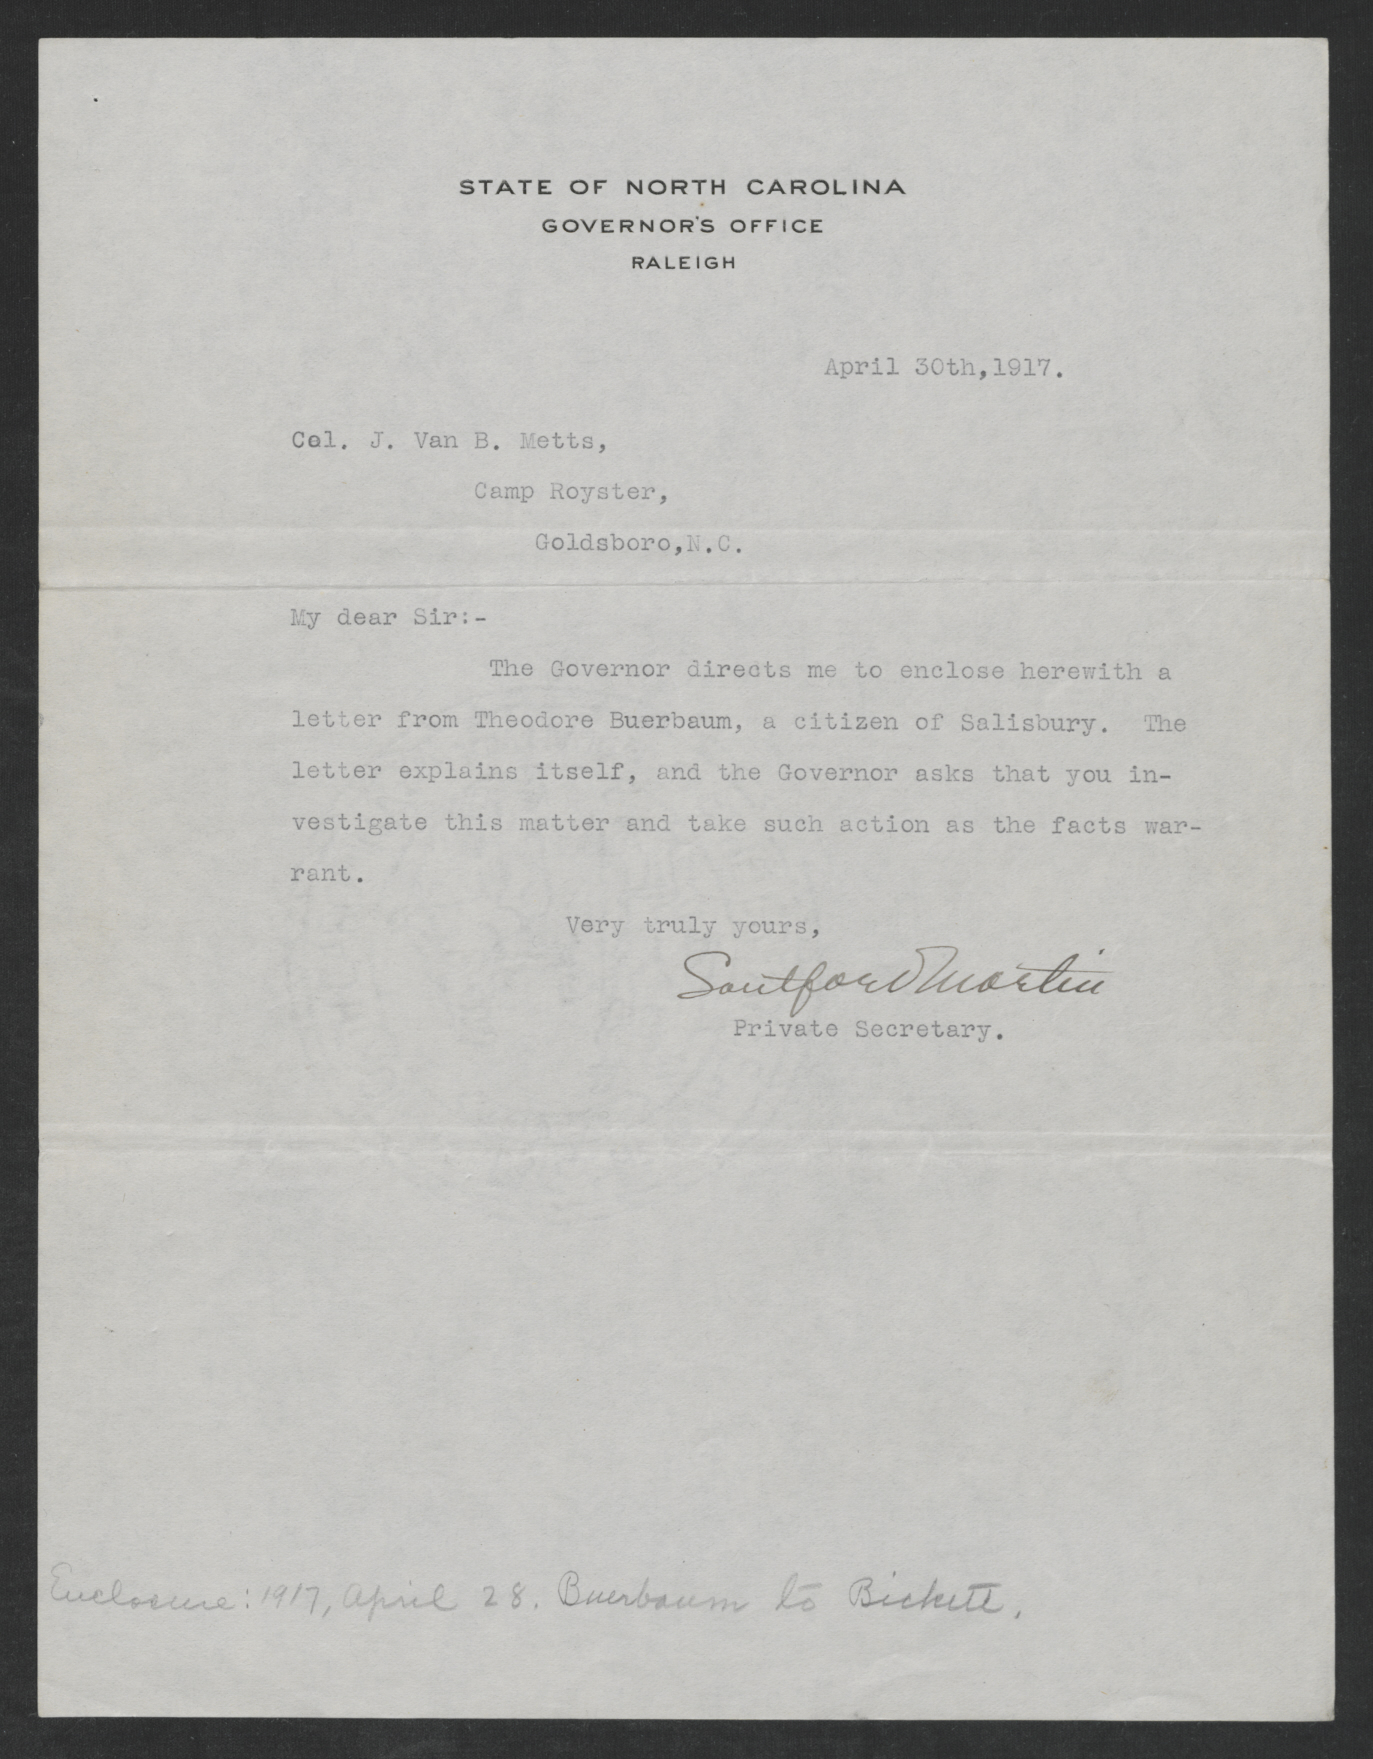 STATE OF NORTH CAROLINA
GOVERNOR'S OFFICE
RALEIGH
April 30th,1917.
Col. J. Van B. Metts,
Camp Royster,
Goldsboro,N.C.
My dear Sir:-
The Governor directs me to enclose herewith a
letter from Theodore Buerbaum, a citizen of Salisbury. The
letter explains itself, and the Governor asks that you in-
vestigate this matter and take such action as the facts war-
rant.
Very truly yours,
Santford Martin
Private Secretary.
Enclosure: 1917, April 28. Buerbaum to Bickett.